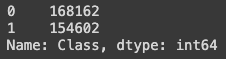 0    168162
1    154602
Name: Class, dtype: int64